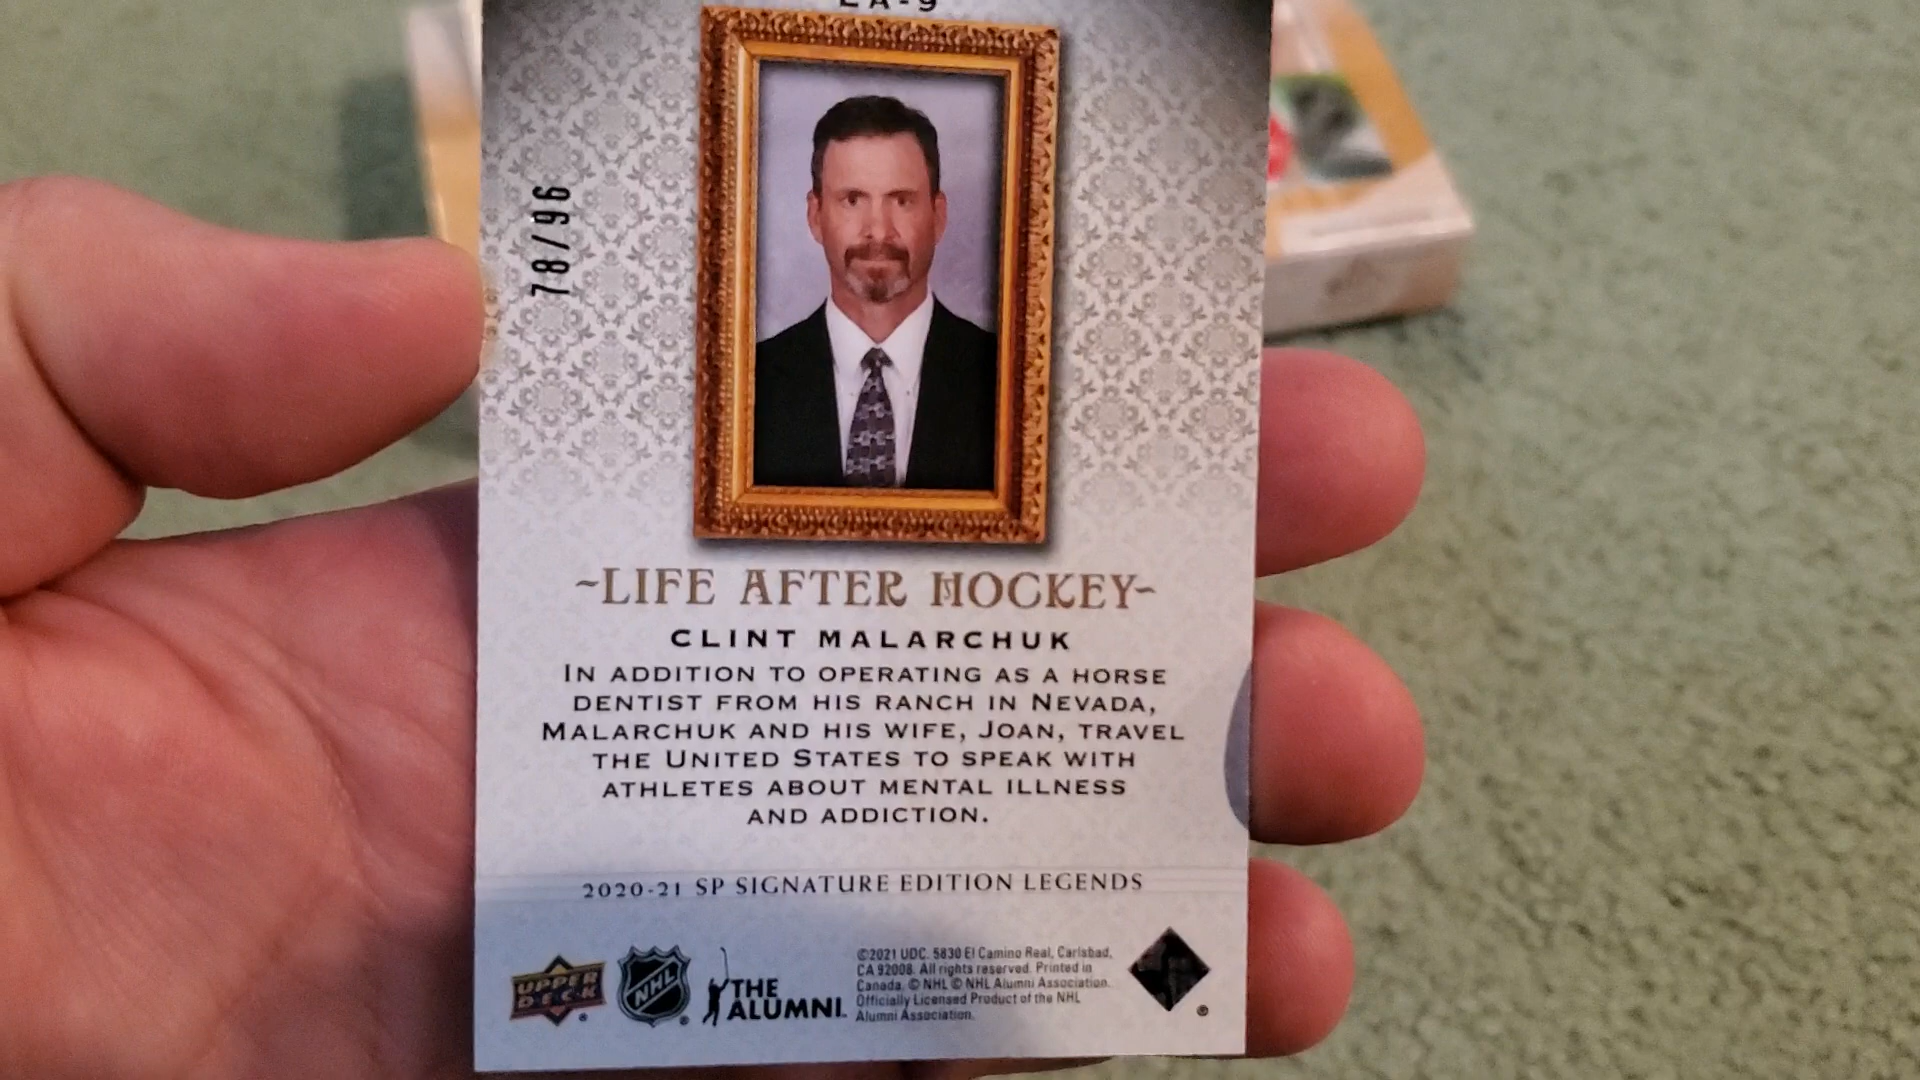 LA-9
78/96
~LIFE AFTER HOCKEY~
CLINT MALARCHUK
IN ADDITION TO OPERATING AS A HORSE
DENTIST FROM HIS RANCH IN NEVADA,
MALARCHUK AND HIS WIFE, JOAN, TRAVEL
THE UNITED STATES TO SPEAK WITH
ATHLETES ABOUT MENTAL ILLNESS
AND ADDICTION.
2020-21 SP SIGNATURE EDITION LEGENDS
UPPER
DECK
NHL
THE
ALUMNI
©2021 UDC. 5830 El Camino Real, Carlsbad,
CA 92008. All rights reserved. Printed in
Canada. © NHL © NHL Alumni Association.
Officially Licensed Product of the NHL
Alumni Association.